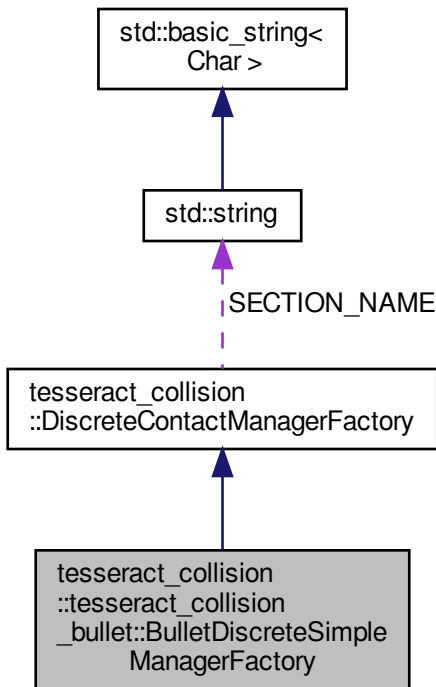 std::basic_string<
Char >
std::string
SECTION_NAME
tesseract_collision
::DiscreteContactManagerFactory
tesseract_collision
::tesseract_collision
_bullet::BulletDiscreteSimple
ManagerFactory